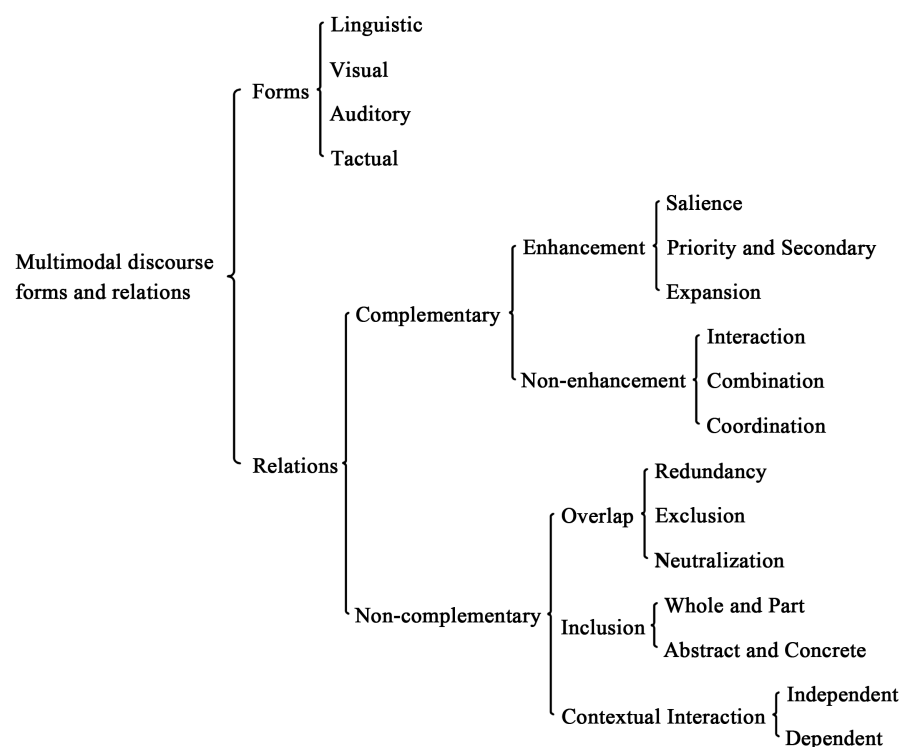 Linguistic
Visual
Forms
Auditory
Tactual
Salience
Enhancement
Priority and Secondary
Multimodal discourse
forms and relations
Expansion
Complementary
Interaction
Non-enhancement
Combination
Coordination
Relations
Redundancy
Overlap
Exclusion
Neutralization
Non-complementary
Whole and Part
Inclusion
Abstract and Concrete
Independent
Contextual Interaction
Dependent